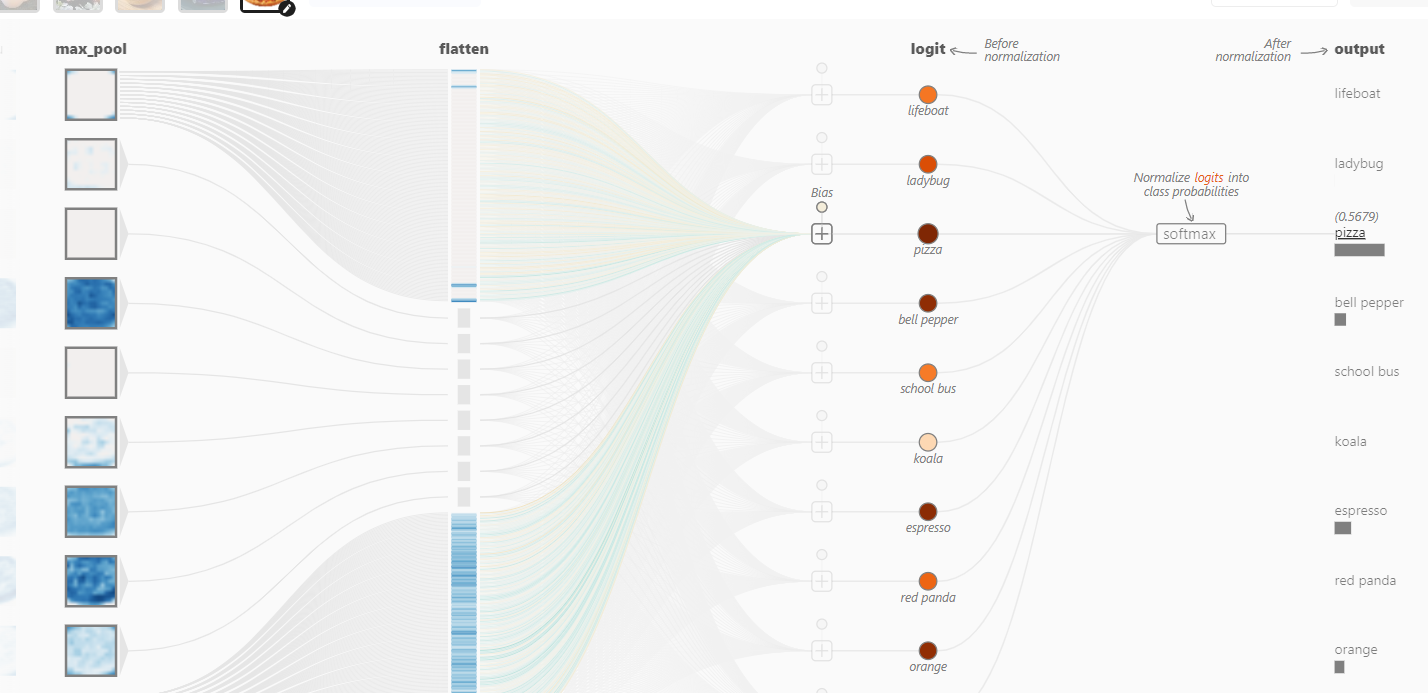 max_pool
flatten
logit
Before
normalization
After
normalization
output
lifeboat
lifeboat
ladybug
ladybug
Bias
Normalize logits into
class probabilities
softmax
(0.5679)
pizza
pizza
bell pepper
bell pepper
school bus
school bus
koala
koala
espresso
espresso
red panda
red panda
orange
orange